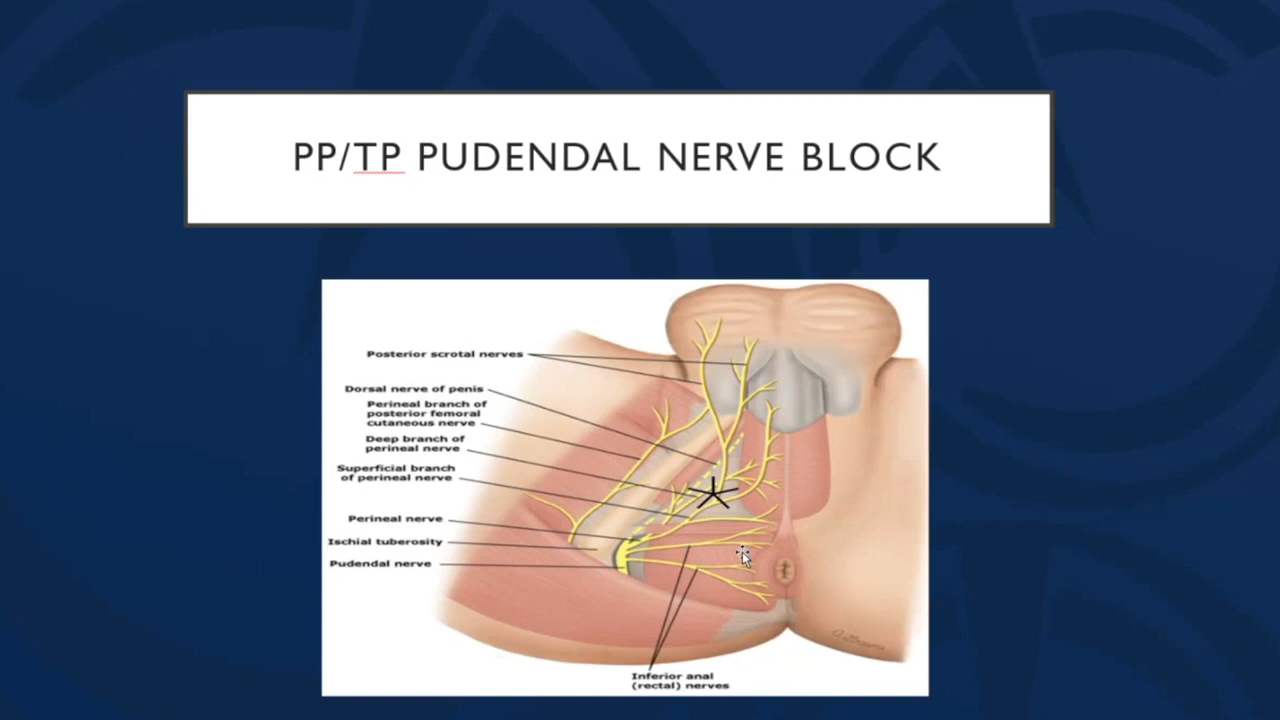 PP/TP PUDENDAL NERVE BLOCK
Posterior scrotal nerves
Dorsal nerve of penis
Perineal branch of
posterior femoral
cutaneous nerve
Deep branch of
perineal nerve
Superficial branch
of perineal nerve
Perineal nerve
Ischial tuberosity
Pudendal nerve
Inferior anal
(rectal) nerves